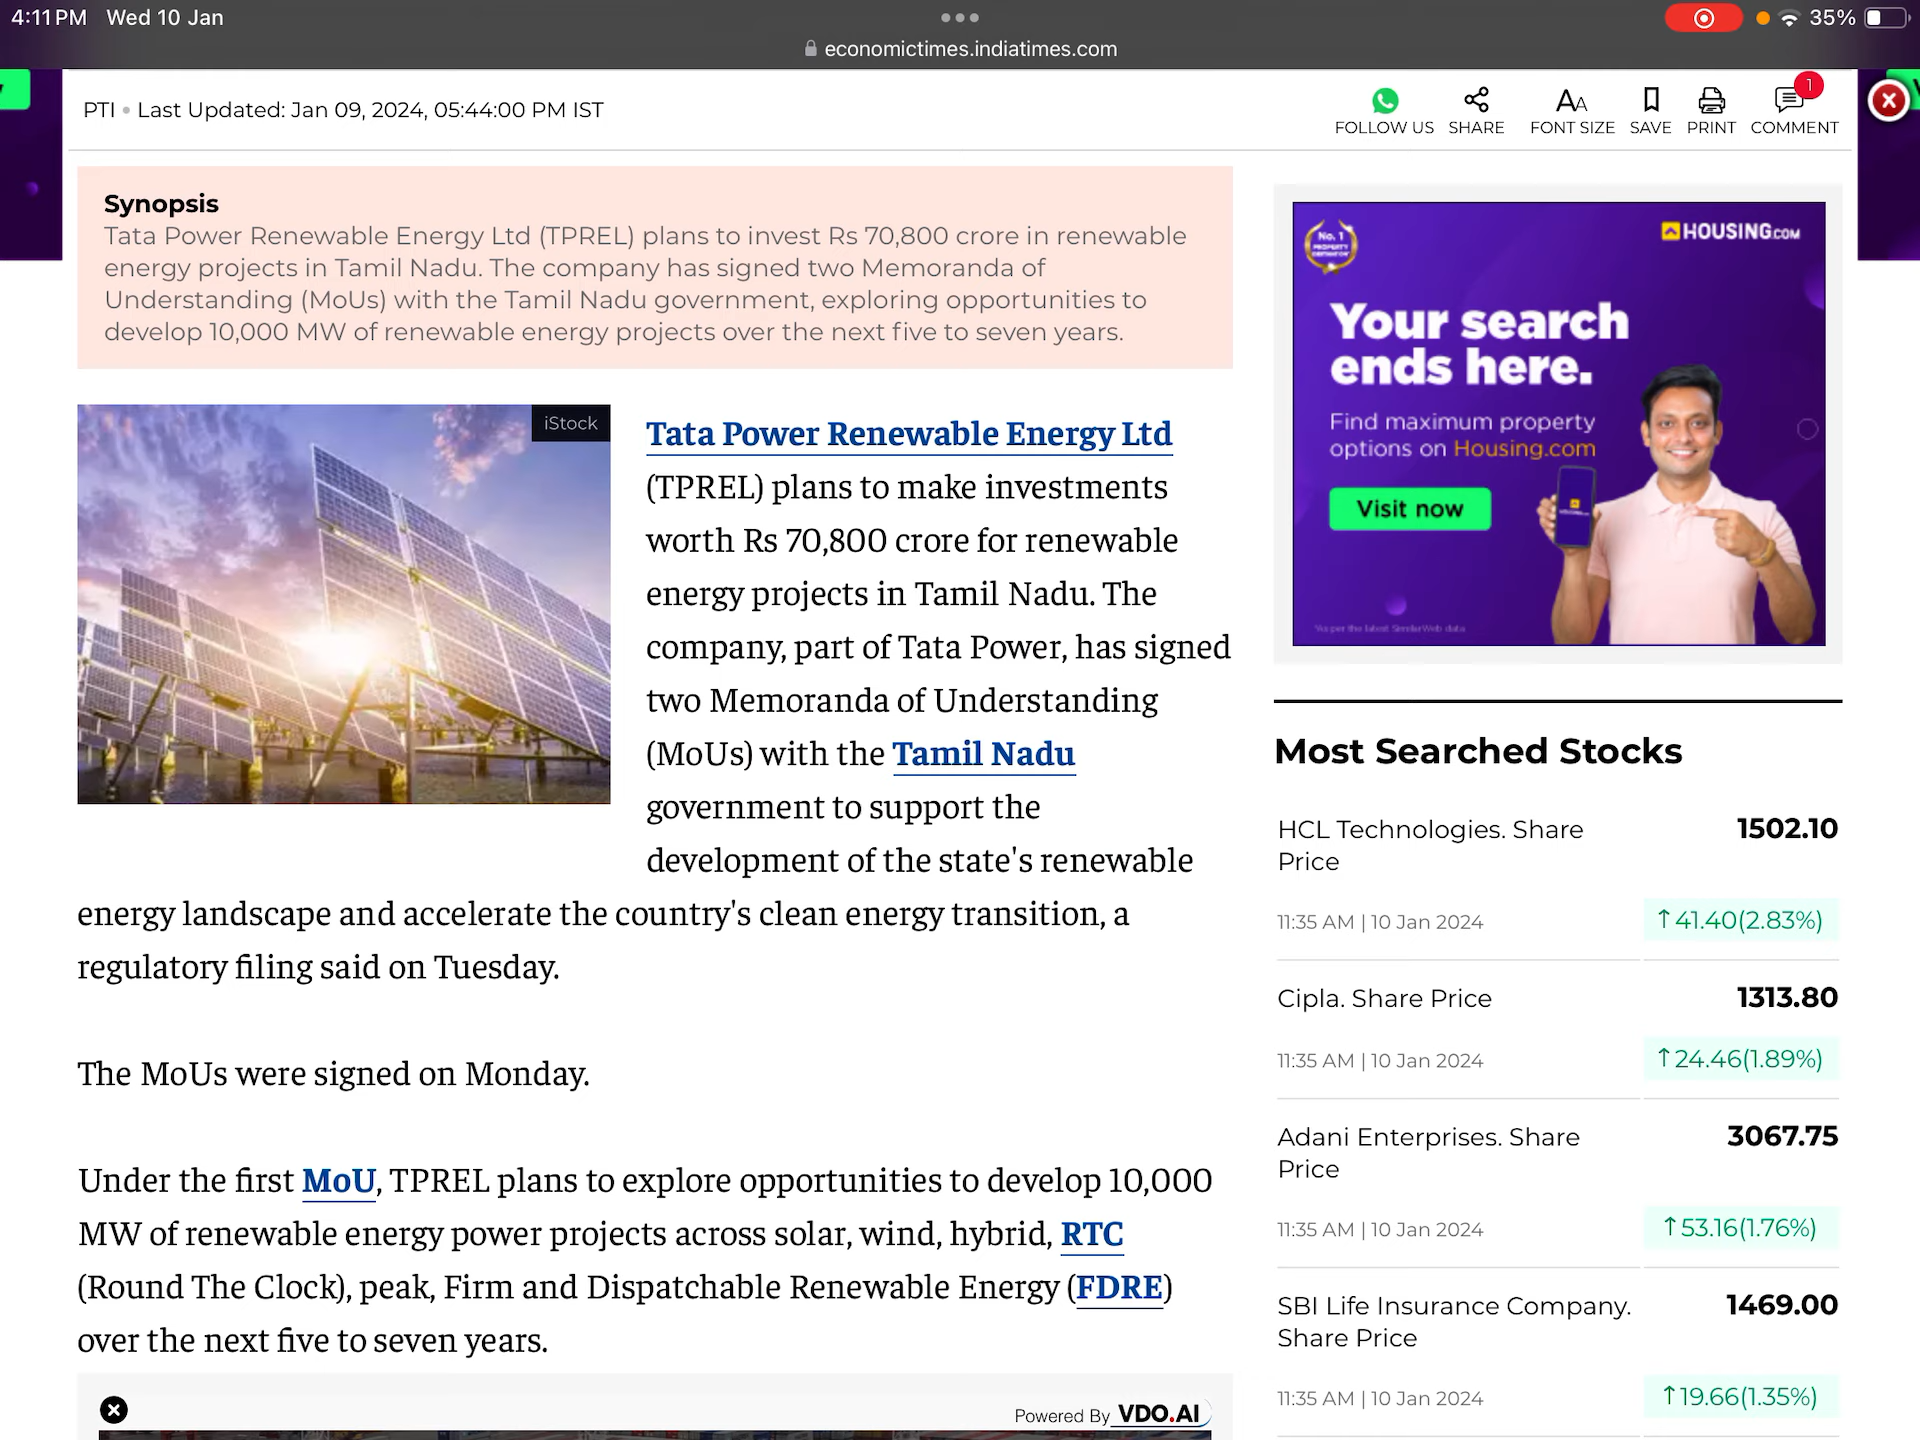 4:11 PM Wed 10 Jan
35%
economictimes.indiatimes.com
PTI • Last Updated: Jan 09, 2024, 05:44:00 PM IST
FOLLOW US
SHARE
FONT SIZE
SAVE
PRINT
1
COMMENT
Synopsis
Tata Power Renewable Energy Ltd (TPREL) plans to invest Rs 70,800 crore in renewable
energy projects in Tamil Nadu. The company has signed two Memoranda of
Understanding (MoUs) with the Tamil Nadu government, exploring opportunities to
develop 10,000 MW of renewable energy projects over the next five to seven years.
iStock
Tata Power Renewable Energy Ltd
(TPREL) plans to make investments
worth Rs 70,800 crore for renewable
energy projects in Tamil Nadu. The
company, part of Tata Power, has signed
two Memoranda of Understanding
(MoUs) with the Tamil Nadu
government to support the
development of the state's renewable
energy landscape and accelerate the country's clean energy transition, a
regulatory filing said on Tuesday.
The MoUs were signed on Monday.
Under the first MoU, TPREL plans to explore opportunities to develop 10,000
MW of renewable energy power projects across solar, wind, hybrid, RTC
(Round The Clock), peak, Firm and Dispatchable Renewable Energy (FDRE)
over the next five to seven years.
Powered By VDO.AI
No. 1
PROPERTY
HOUSING.COM
Your search
ends here.
Find maximum property
options on Housing.com
Visit now
*As per the latest SimilarWeb data
Most Searched Stocks
HCL Technologies. Share
Price
1502.10
11:35 AM | 10 Jan 2024
↑41.40(2.83%)
Cipla. Share Price
1313.80
11:35 AM | 10 Jan 2024
↑24.46(1.89%)
Adani Enterprises. Share
Price
3067.75
11:35 AM | 10 Jan 2024
↑53.16(1.76%)
SBI Life Insurance Company.
Share Price
1469.00
11:35 AM | 10 Jan 2024
↑19.66(1.35%)